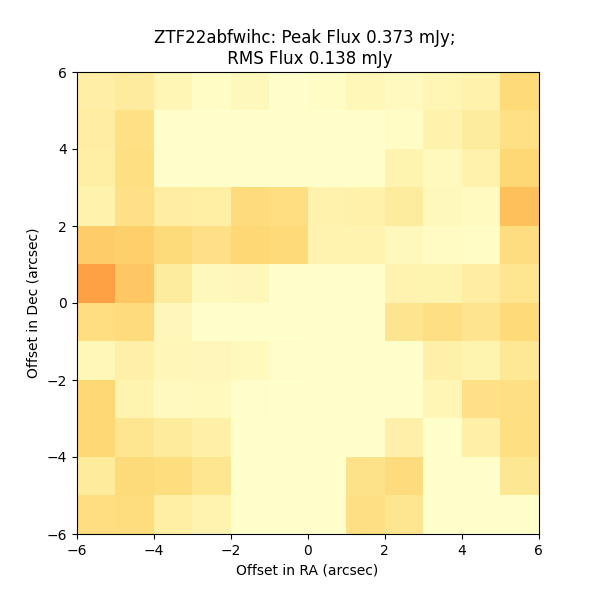 ZTF22abfwihc: Peak Flux 0.373 mJy;
RMS Flux 0.138 mJy
6
4
2
0
−2
−4
−6
Offset in Dec (arcsec)
−6 −4 −2 0 2 4 6
Offset in RA (arcsec)